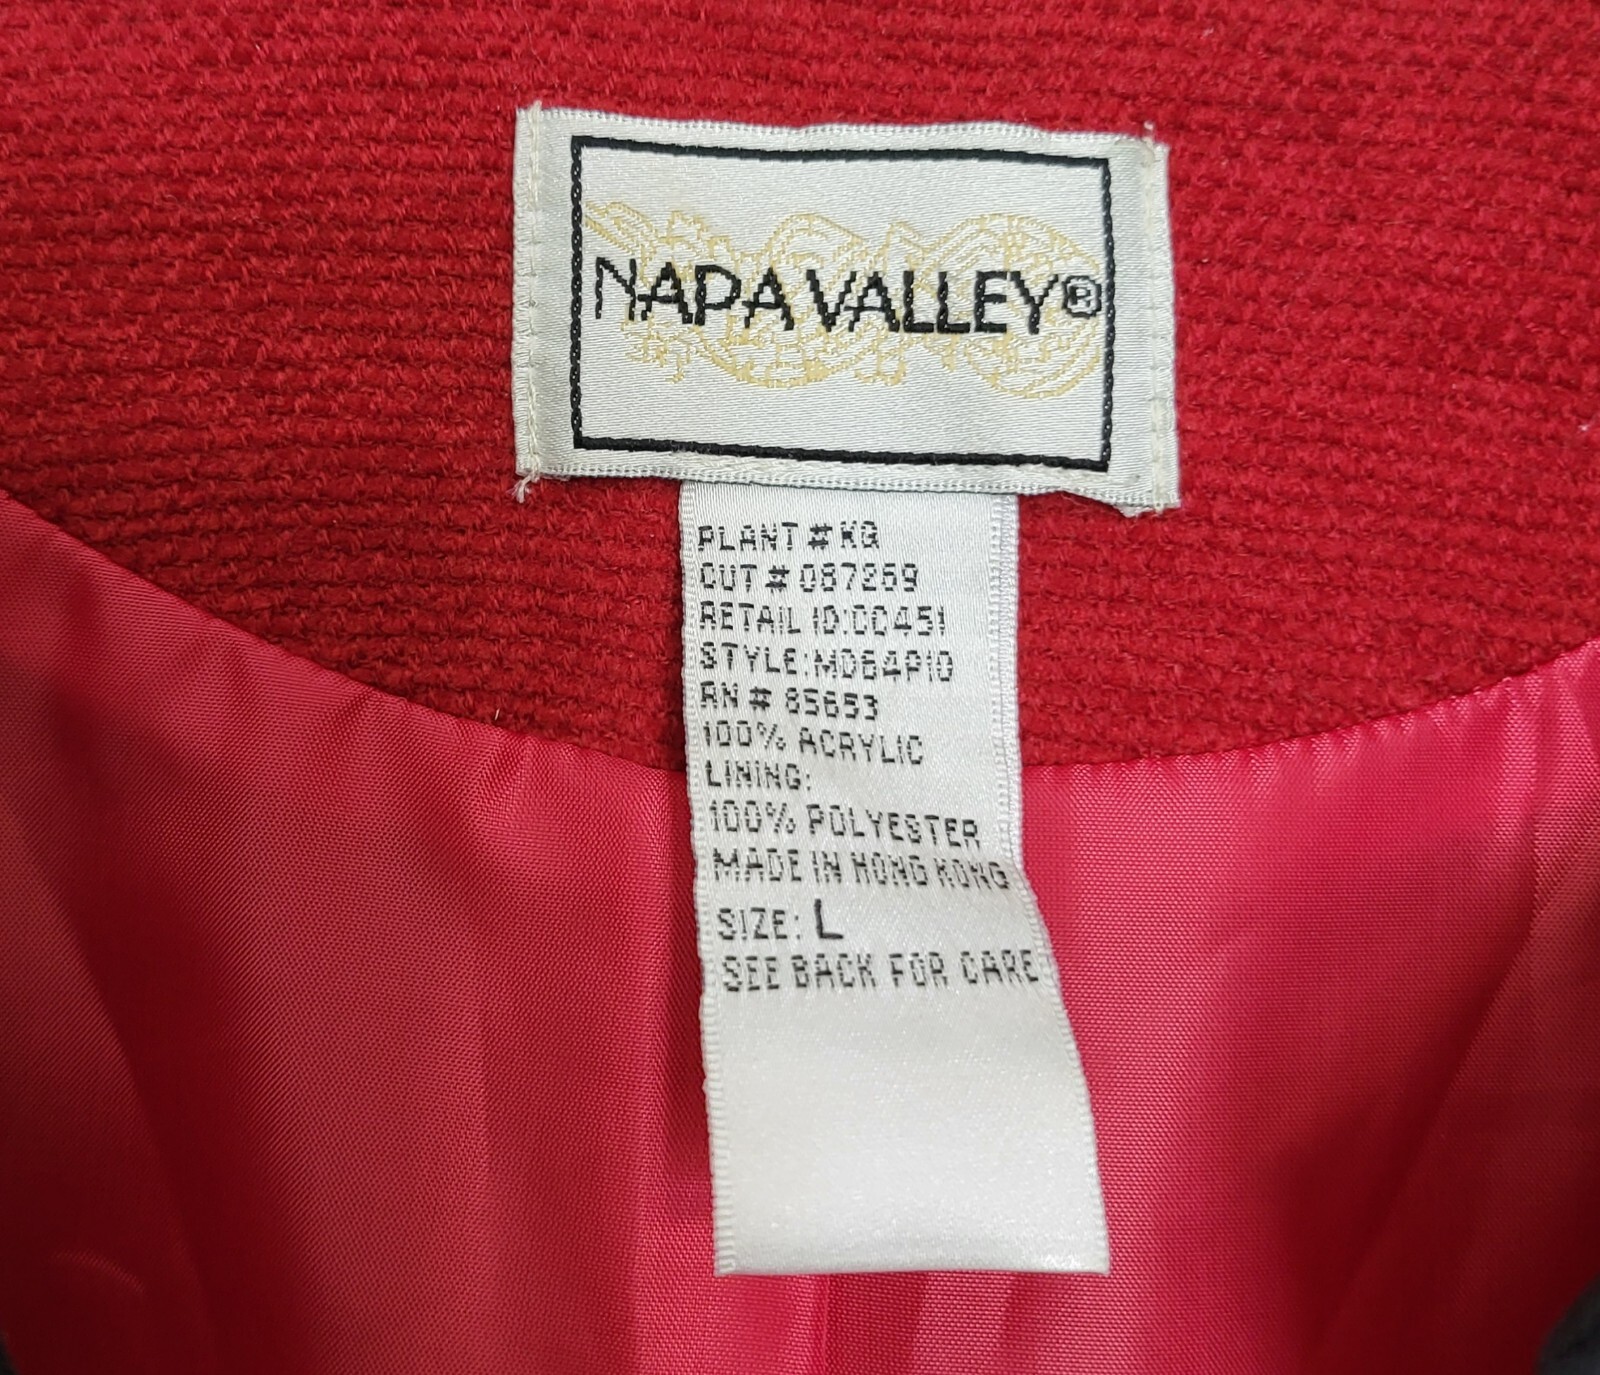 NAPA VALLEY®
PLANT # KG
CUT # 087269
RETAIL ID:CC451
STYLE:MD64P10
RN # 85653
100% ACRYLIC
LINING:
100% POLYESTER
MADE IN HONG KONG
SIZE: L
SEE BACK FOR CARE